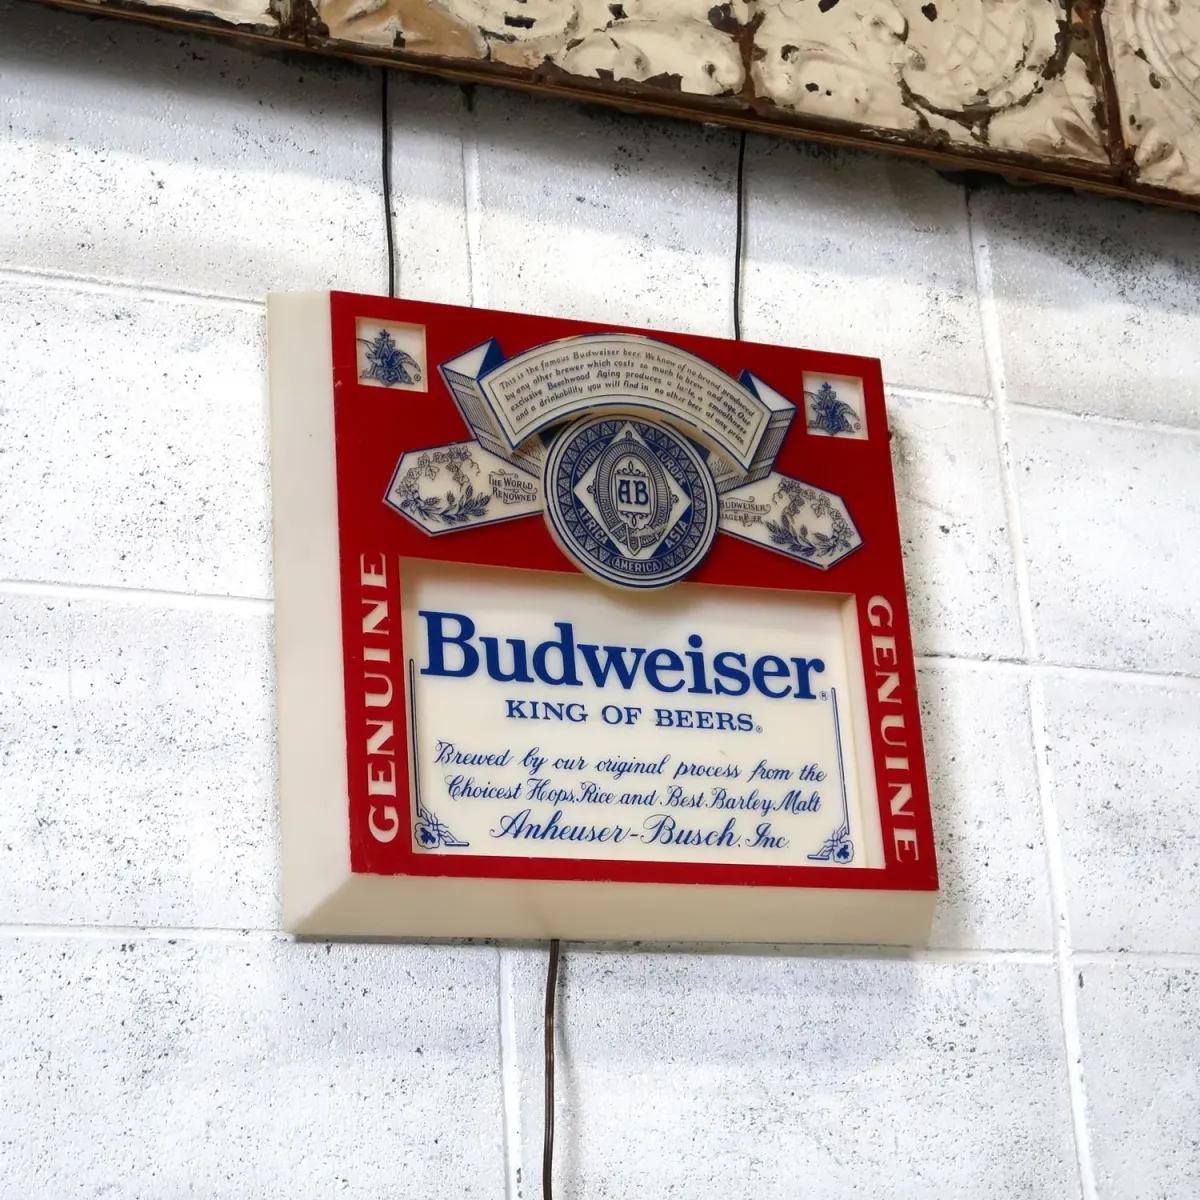 This is the famous Budweiser beer. We know of no brand produced
by any other brewer which costs so much to brew and age. Our
exclusive Beechwood Aging produces a taste, a smoothness
and a drinkability you will find in no other beer at any price.
THE WORLD
RENOWNED
BUDWEISER
LAGER BEER
EUROPE
AB
AFRICA
ASIA
AMERICA
GENUINE
GENUINE
Budweiser®
KING OF BEERS®
Brewed by our original process from the
Choicest Hops, Rice and Best Barley Malt
Anheuser-Busch, Inc.